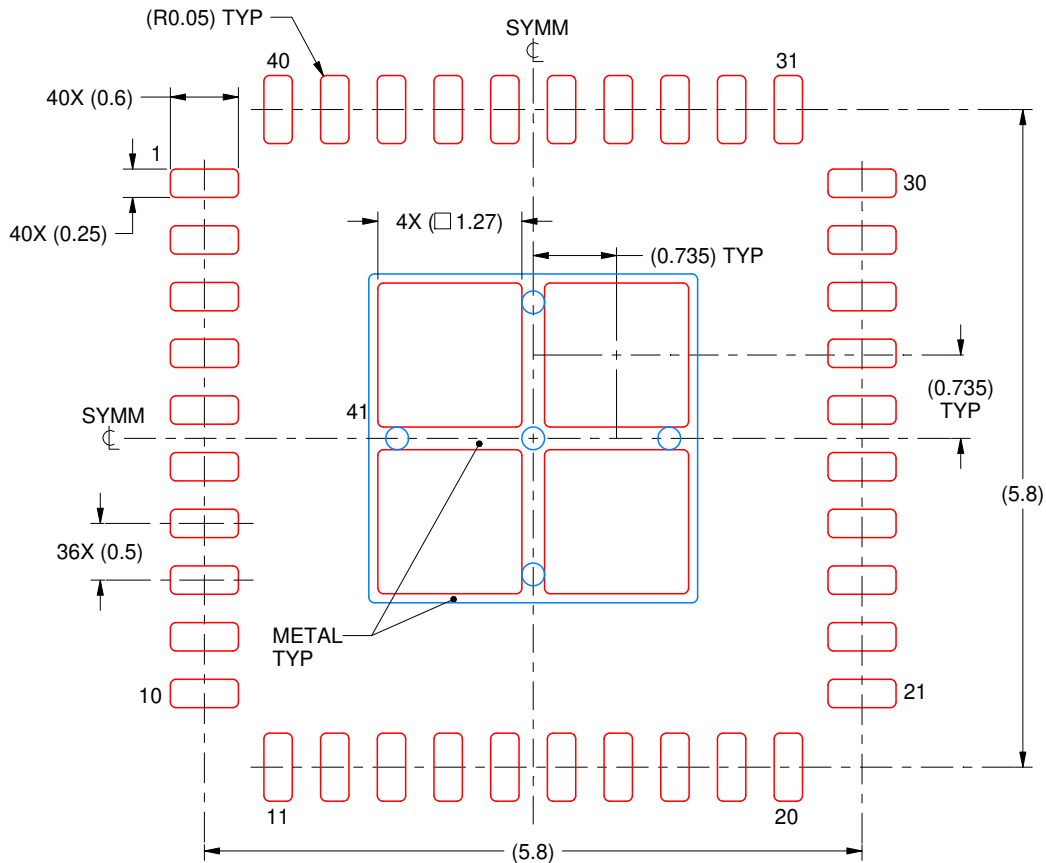 (R0.05) TYP
SYMM
℄
40
31
40X (0.6)
1
30
40X (0.25)
4X (□ 1.27)
(0.735) TYP
(0.735)
TYP
41
SYMM
℄
(5.8)
36X (0.5)
METAL
TYP
10
21
11
20
(5.8)